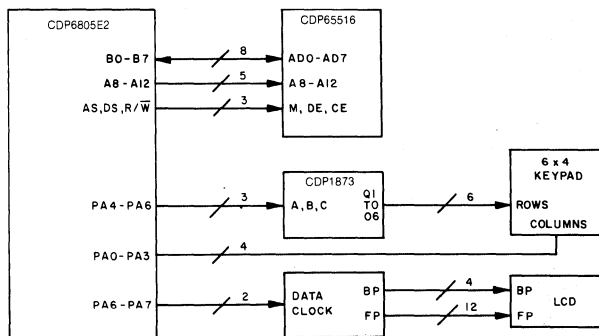 CDP6805E2
CDP65516
B0-B7
8
AD0-AD7
A8-A12
5
A8-A12
AS,DS,R/W̅
3
M, DE, CE
CDP1873
6 x 4
KEYPAD
PA4-PA6
3
A,B,C
Q1
TO
O6
6
ROWS
COLUMNS
PA0-PA3
4
PA6-PA7
2
DATA
CLOCK
BP
4
BP
LCD
FP
12
FP